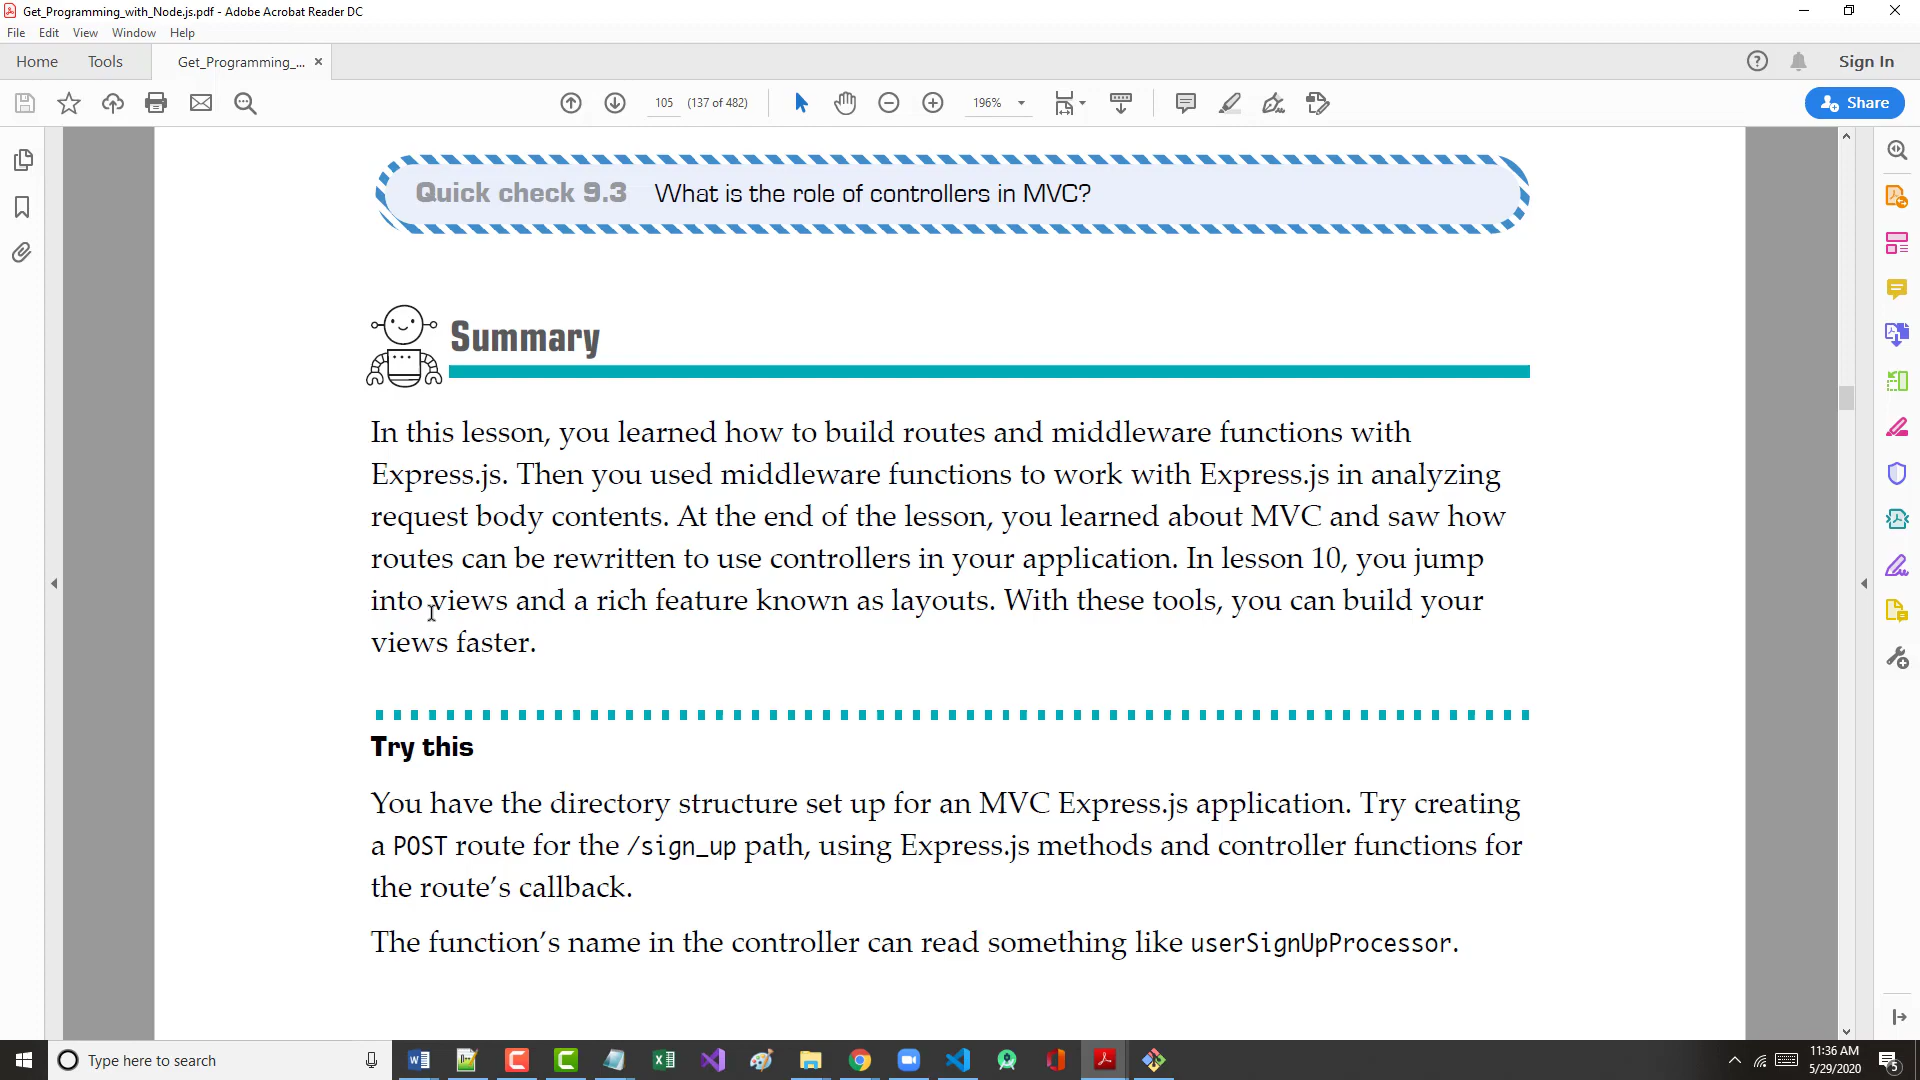 Get_Programming_with_Node.js.pdf - Adobe Acrobat Reader DC
File Edit View Window Help
Home Tools Get_Programming_... Sign In
105 (137 of 482) 196% Share
Quick check 9.3 What is the role of controllers in MVC?
Summary
In this lesson, you learned how to build routes and middleware functions with
Express.js. Then you used middleware functions to work with Express.js in analyzing
request body contents. At the end of the lesson, you learned about MVC and saw how
routes can be rewritten to use controllers in your application. In lesson 10, you jump
into views and a rich feature known as layouts. With these tools, you can build your
views faster.
Try this
You have the directory structure set up for an MVC Express.js application. Try creating
a POST route for the /sign_up path, using Express.js methods and controller functions for
the route’s callback.
The function’s name in the controller can read something like userSignUpProcessor.
Type here to search
11:36 AM
5/29/2020
5